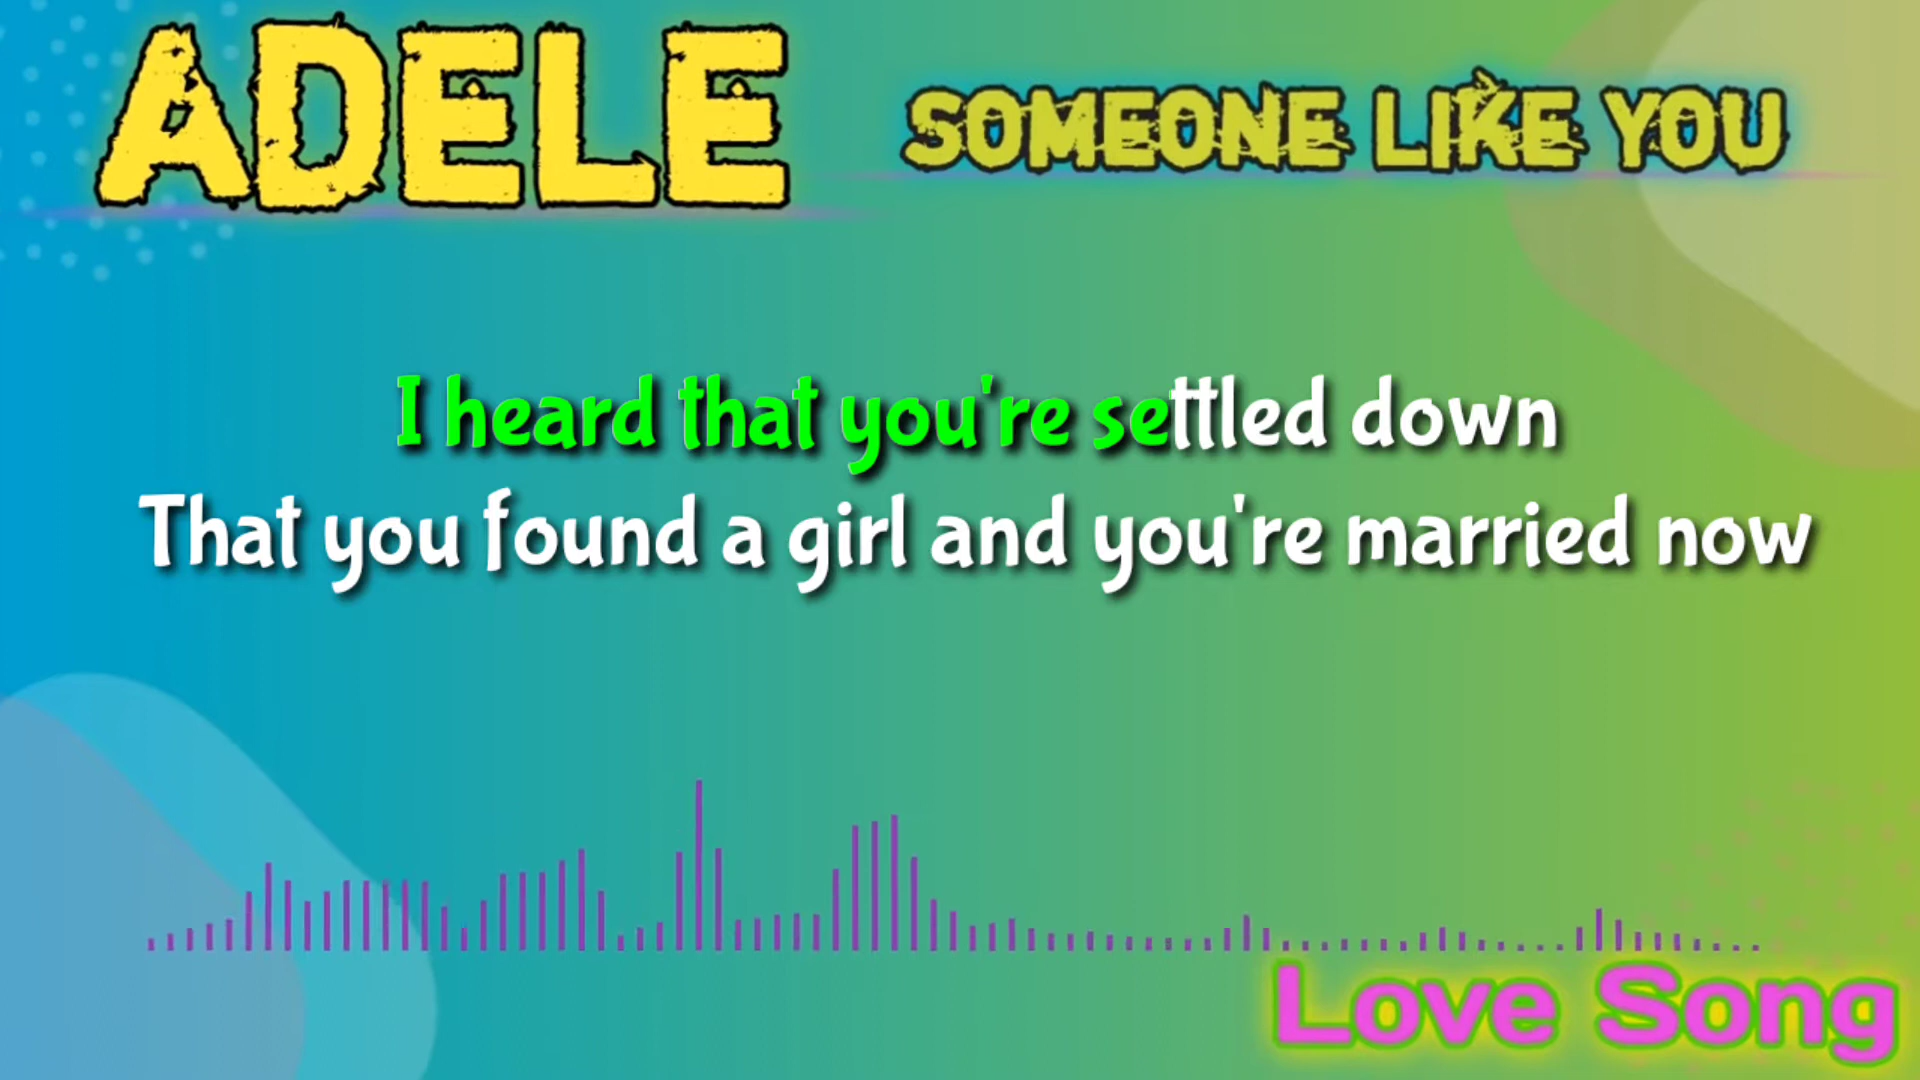 ADELE
SOMEONE LIKE YOU
I heard that you're settled down
That you found a girl and you're married now
Love Song